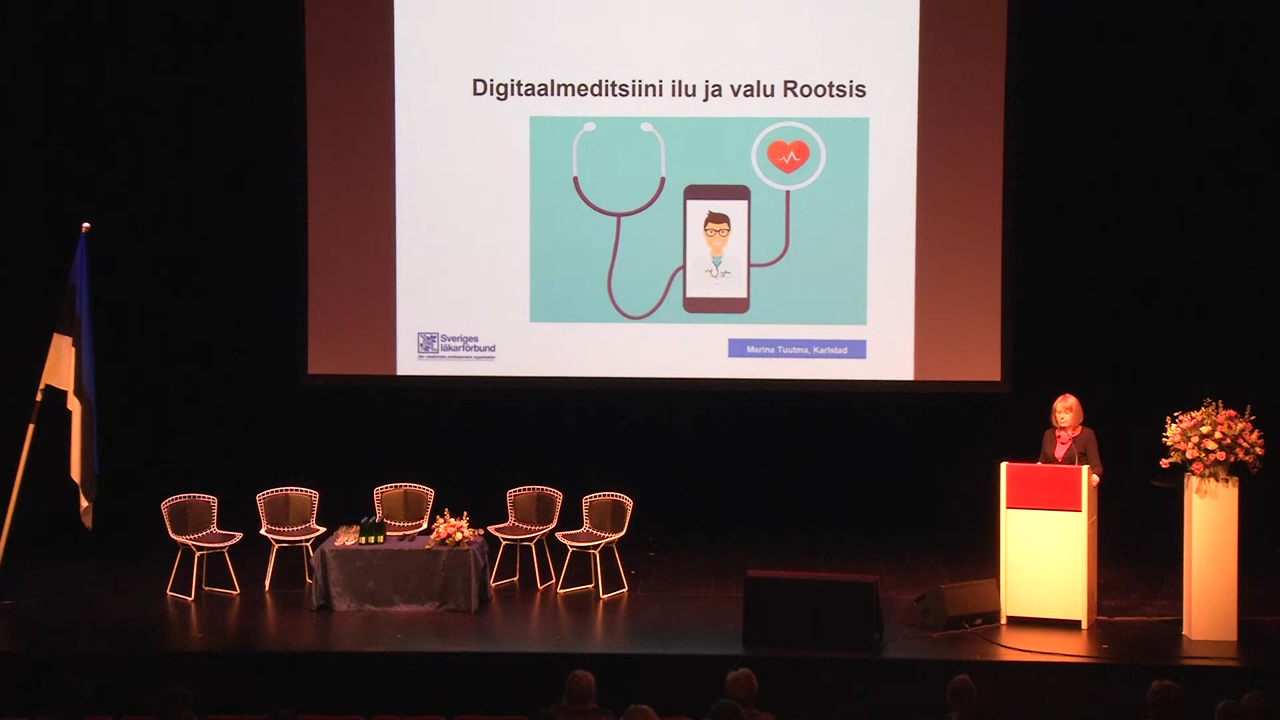 Digitaalmeditsiini ilu ja valu Rootsis
Sveriges
läkarförbund
Marina Tuutma, Karlstad